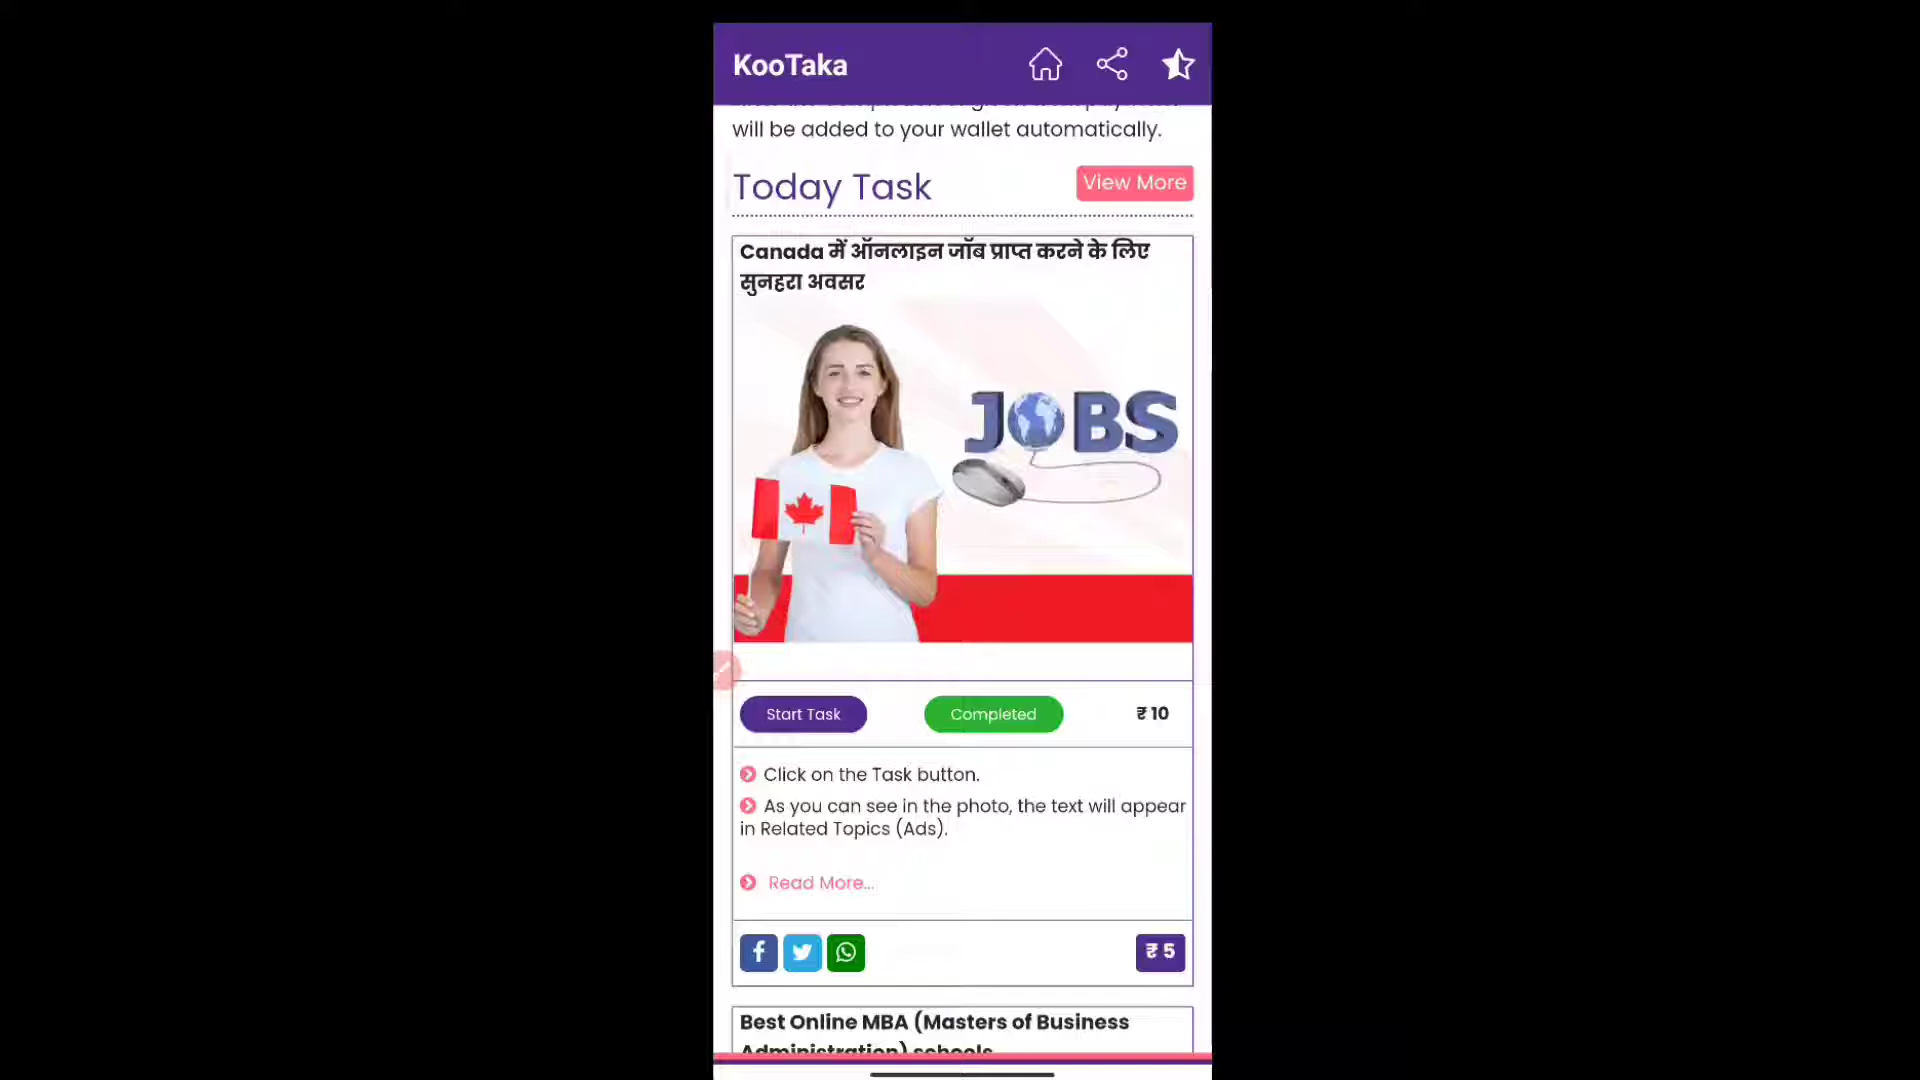 KooTaka
will be added to your wallet automatically.
Today Task
View More
Canada में ऑनलाइन जॉब प्राप्त करने के लिए
सुनहरा अवसर
JOBS
Start Task
Completed
₹ 10
Click on the Task button.
As you can see in the photo, the text will appear
in Related Topics (Ads).
Read More...
₹ 5
Best Online MBA (Masters of Business
Administration) schools